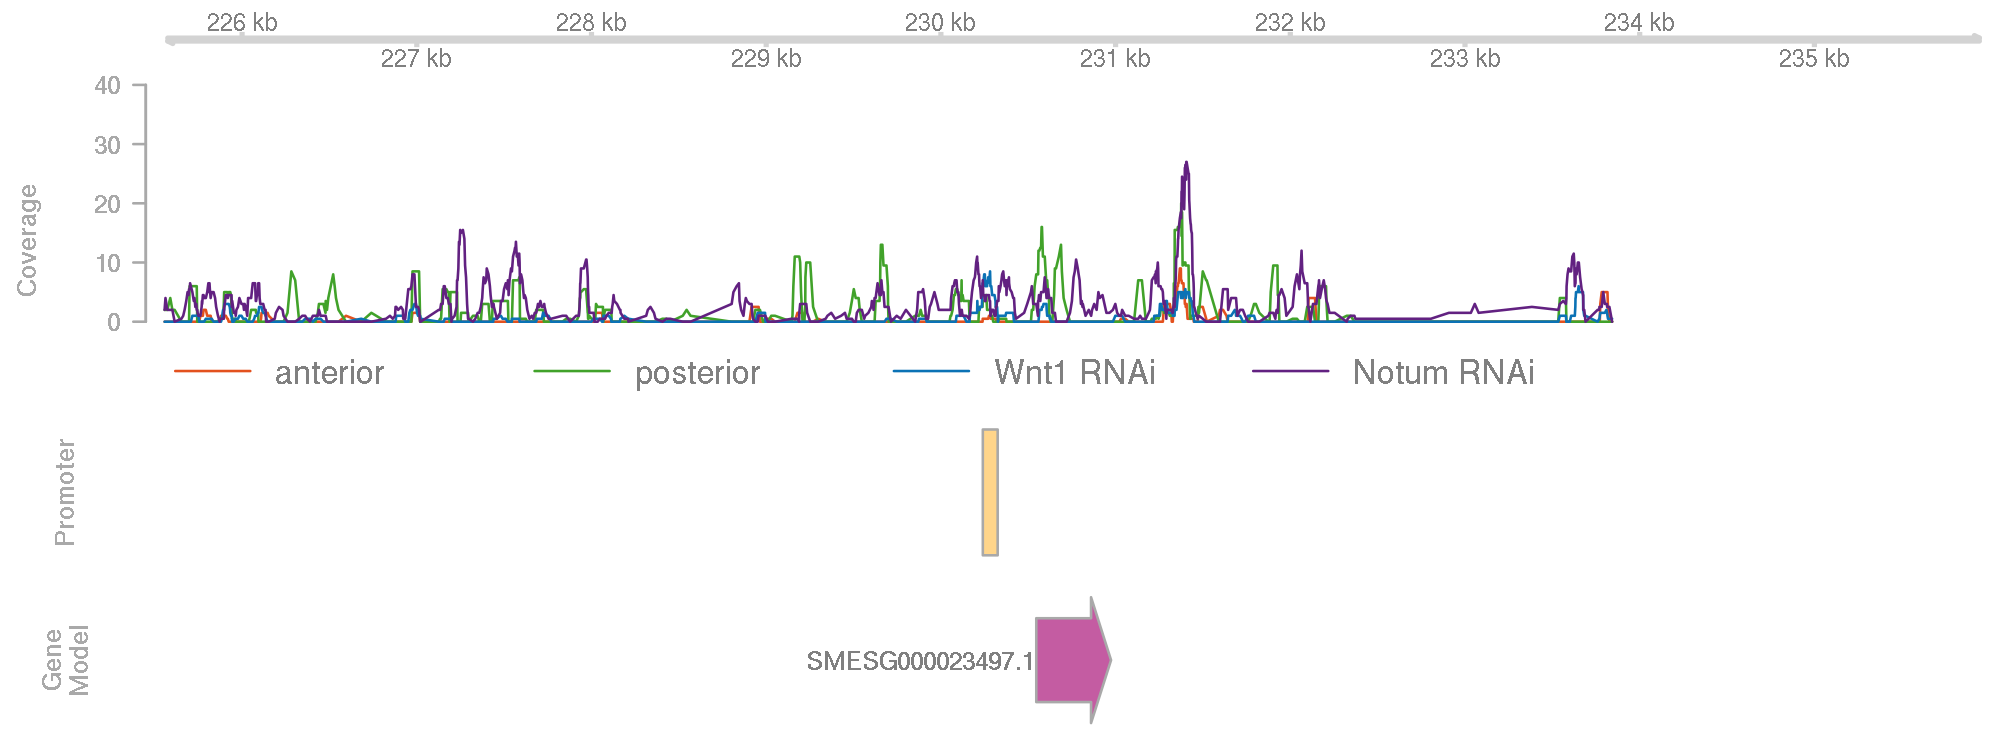 226 kb 228 kb 230 kb 232 kb 234 kb
227 kb 229 kb 231 kb 233 kb 235 kb
40
30
20
10
0
Coverage
anterior posterior Wnt1 RNAi Notum RNAi
Promoter
Gene
Model
SMESG000023497.1